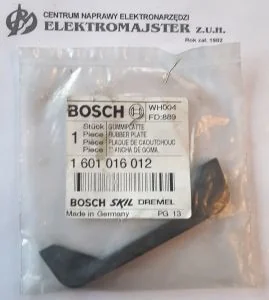 CENTRUM NAPRAWY ELEKTRONARZĘDZI
ELEKTROMAJSTER Z.U.H.
Rok zał. 1982
BOSCH WH004
FD:889
1 Stück GUMMIPLATTE
Piece RUBBER PLATE
Pièce PLAQUE DE CAOUTCHOUC
Pieza PLANCHA DE GOMA
1 601 016 012
BOSCH SKIL DREMEL
Made in Germany PG 13